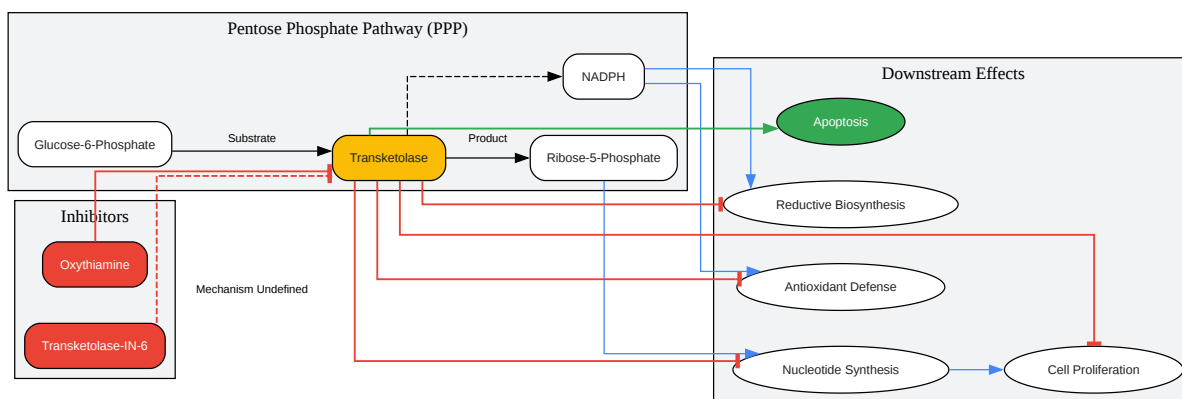 Pentose Phosphate Pathway (PPP)
NADPH
Downstream Effects
Apoptosis
Glucose-6-Phosphate
Substrate
Transketolase
Product
Ribose-5-Phosphate
Reductive Biosynthesis
Inhibitors
Oxythiamine
Mechanism Undefined
Antioxidant Defense
Transketolase-IN-6
Nucleotide Synthesis
Cell Proliferation